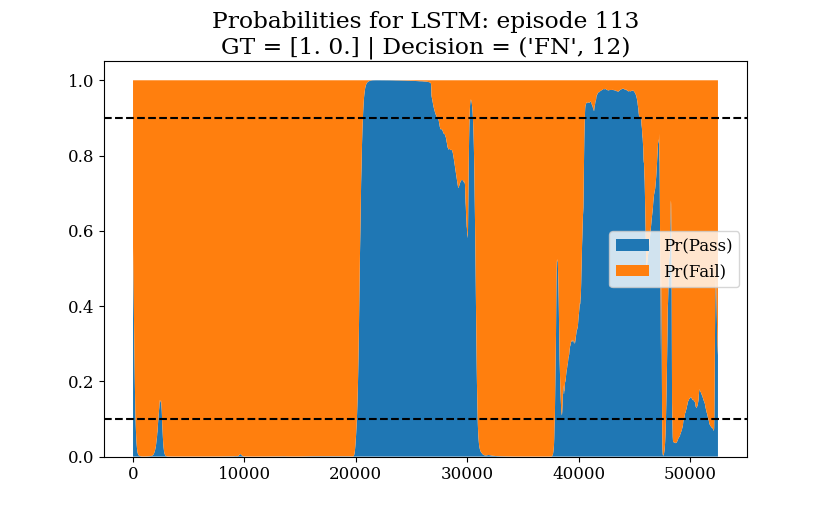 Probabilities for LSTM: episode 113
GT = [1. 0.] | Decision = ('FN', 12)
1.0
0.8
0.6
0.4
0.2
0.0
Pr(Pass)
Pr(Fail)
0 10000 20000 30000 40000 50000